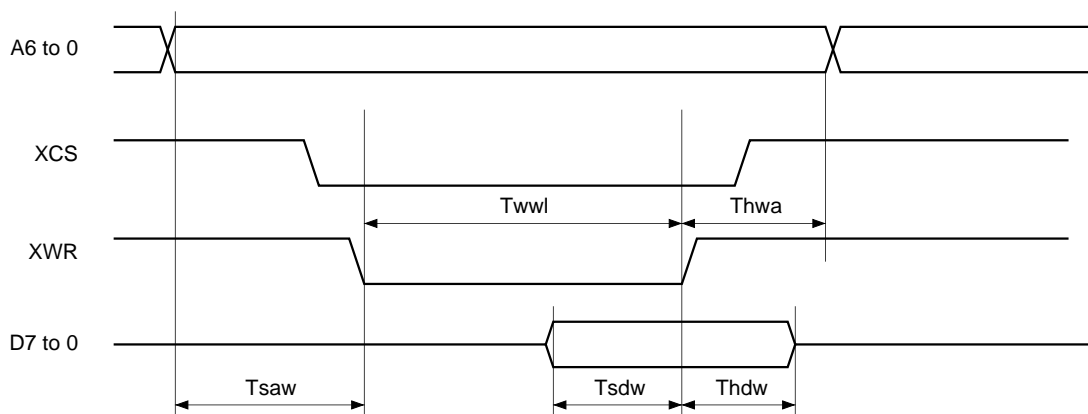 A6 to 0
XCS
Twwl Thwa
XWR
D7 to 0
Tsaw Tsdw Thdw